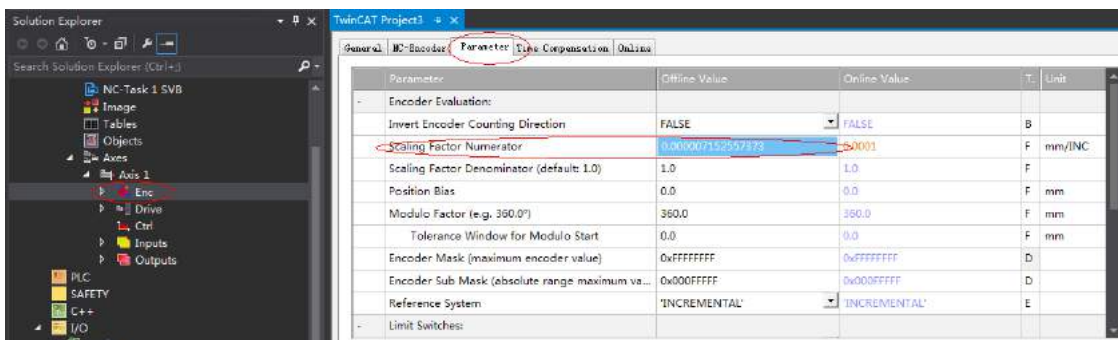 Solution Explorer
TwinCAT Project3
General NC-Encoder Parameter Time Compensation Online
Search Solution Explorer (Ctrl+;)
Parameter Offline Value Online Value T. Unit
NC-Task 1 SVB
- Encoder Evaluation:
Image
Invert Encoder Counting Direction FALSE FALSE B
Tables
Objects
Scaling Factor Numerator 0.000007152557373 0.0001 F mm/INC
Axes
Scaling Factor Denominator (default: 1.0) 1.0 1.0 F
Axis 1
Enc
Position Bias 0.0 0.0 F mm
Drive
Modulo Factor (e.g. 360.0°) 360.0 360.0 F mm
Ctrl
Tolerance Window for Modulo Start 0.0 0.0 F mm
Inputs
Outputs
Encoder Mask (maximum encoder value) 0xFFFFFFFF 0xFFFFFFFF D
PLC
Encoder Sub Mask (absolute range maximum va... 0x000FFFFF 0x000FFFFF D
SAFETY
Reference System 'INCREMENTAL' 'INCREMENTAL' E
C++
I/O
- Limit Switches: